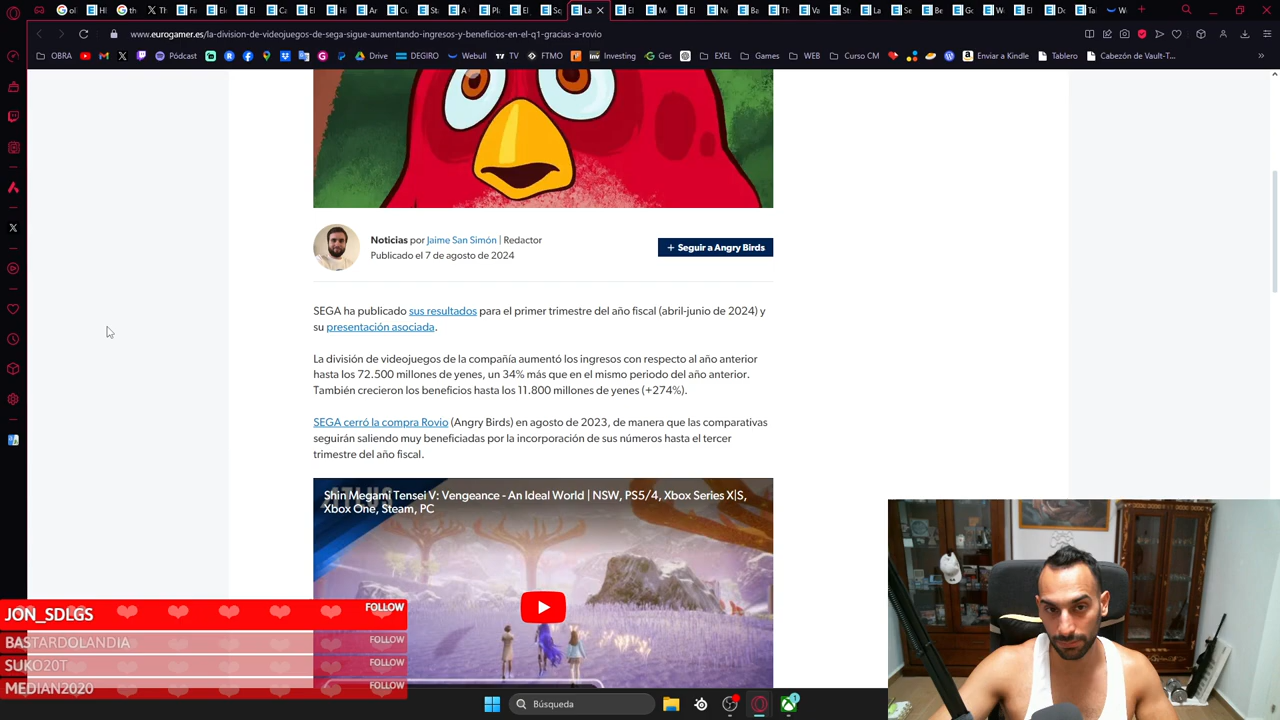 www.eurogamer.es/la-division-de-videojuegos-de-sega-sigue-aumentando-ingresos-y-beneficios-en-el-q1-gracias-a-rovio
OBRA
Pódcast
Drive
DEGIRO
Webull
TV
FTMO
Investing
Ges
EXEL
Games
WEB
Curso CM
Enviar a Kindle
Tablero
Cabezón de Vault-T...
Noticias por Jaime San Simón | Redactor
Publicado el 7 de agosto de 2024
+ Seguir a Angry Birds
SEGA ha publicado sus resultados para el primer trimestre del año fiscal (abril-junio de 2024) y
su presentación asociada.
La división de videojuegos de la compañía aumentó los ingresos con respecto al año anterior
hasta los 72.500 millones de yenes, un 34% más que en el mismo periodo del año anterior.
También crecieron los beneficios hasta los 11.800 millones de yenes (+274%).
SEGA cerró la compra Rovio (Angry Birds) en agosto de 2023, de manera que las comparativas
seguirán saliendo muy beneficiadas por la incorporación de sus números hasta el tercer
trimestre del año fiscal.
Shin Megami Tensei V: Vengeance - An Ideal World | NSW, PS5/4, Xbox Series X|S,
Xbox One, Steam, PC
JON_SDLGS FOLLOW
BASTARDOLANDIA FOLLOW
SUKO20T FOLLOW
MEDIAN2020 FOLLOW
Búsqueda